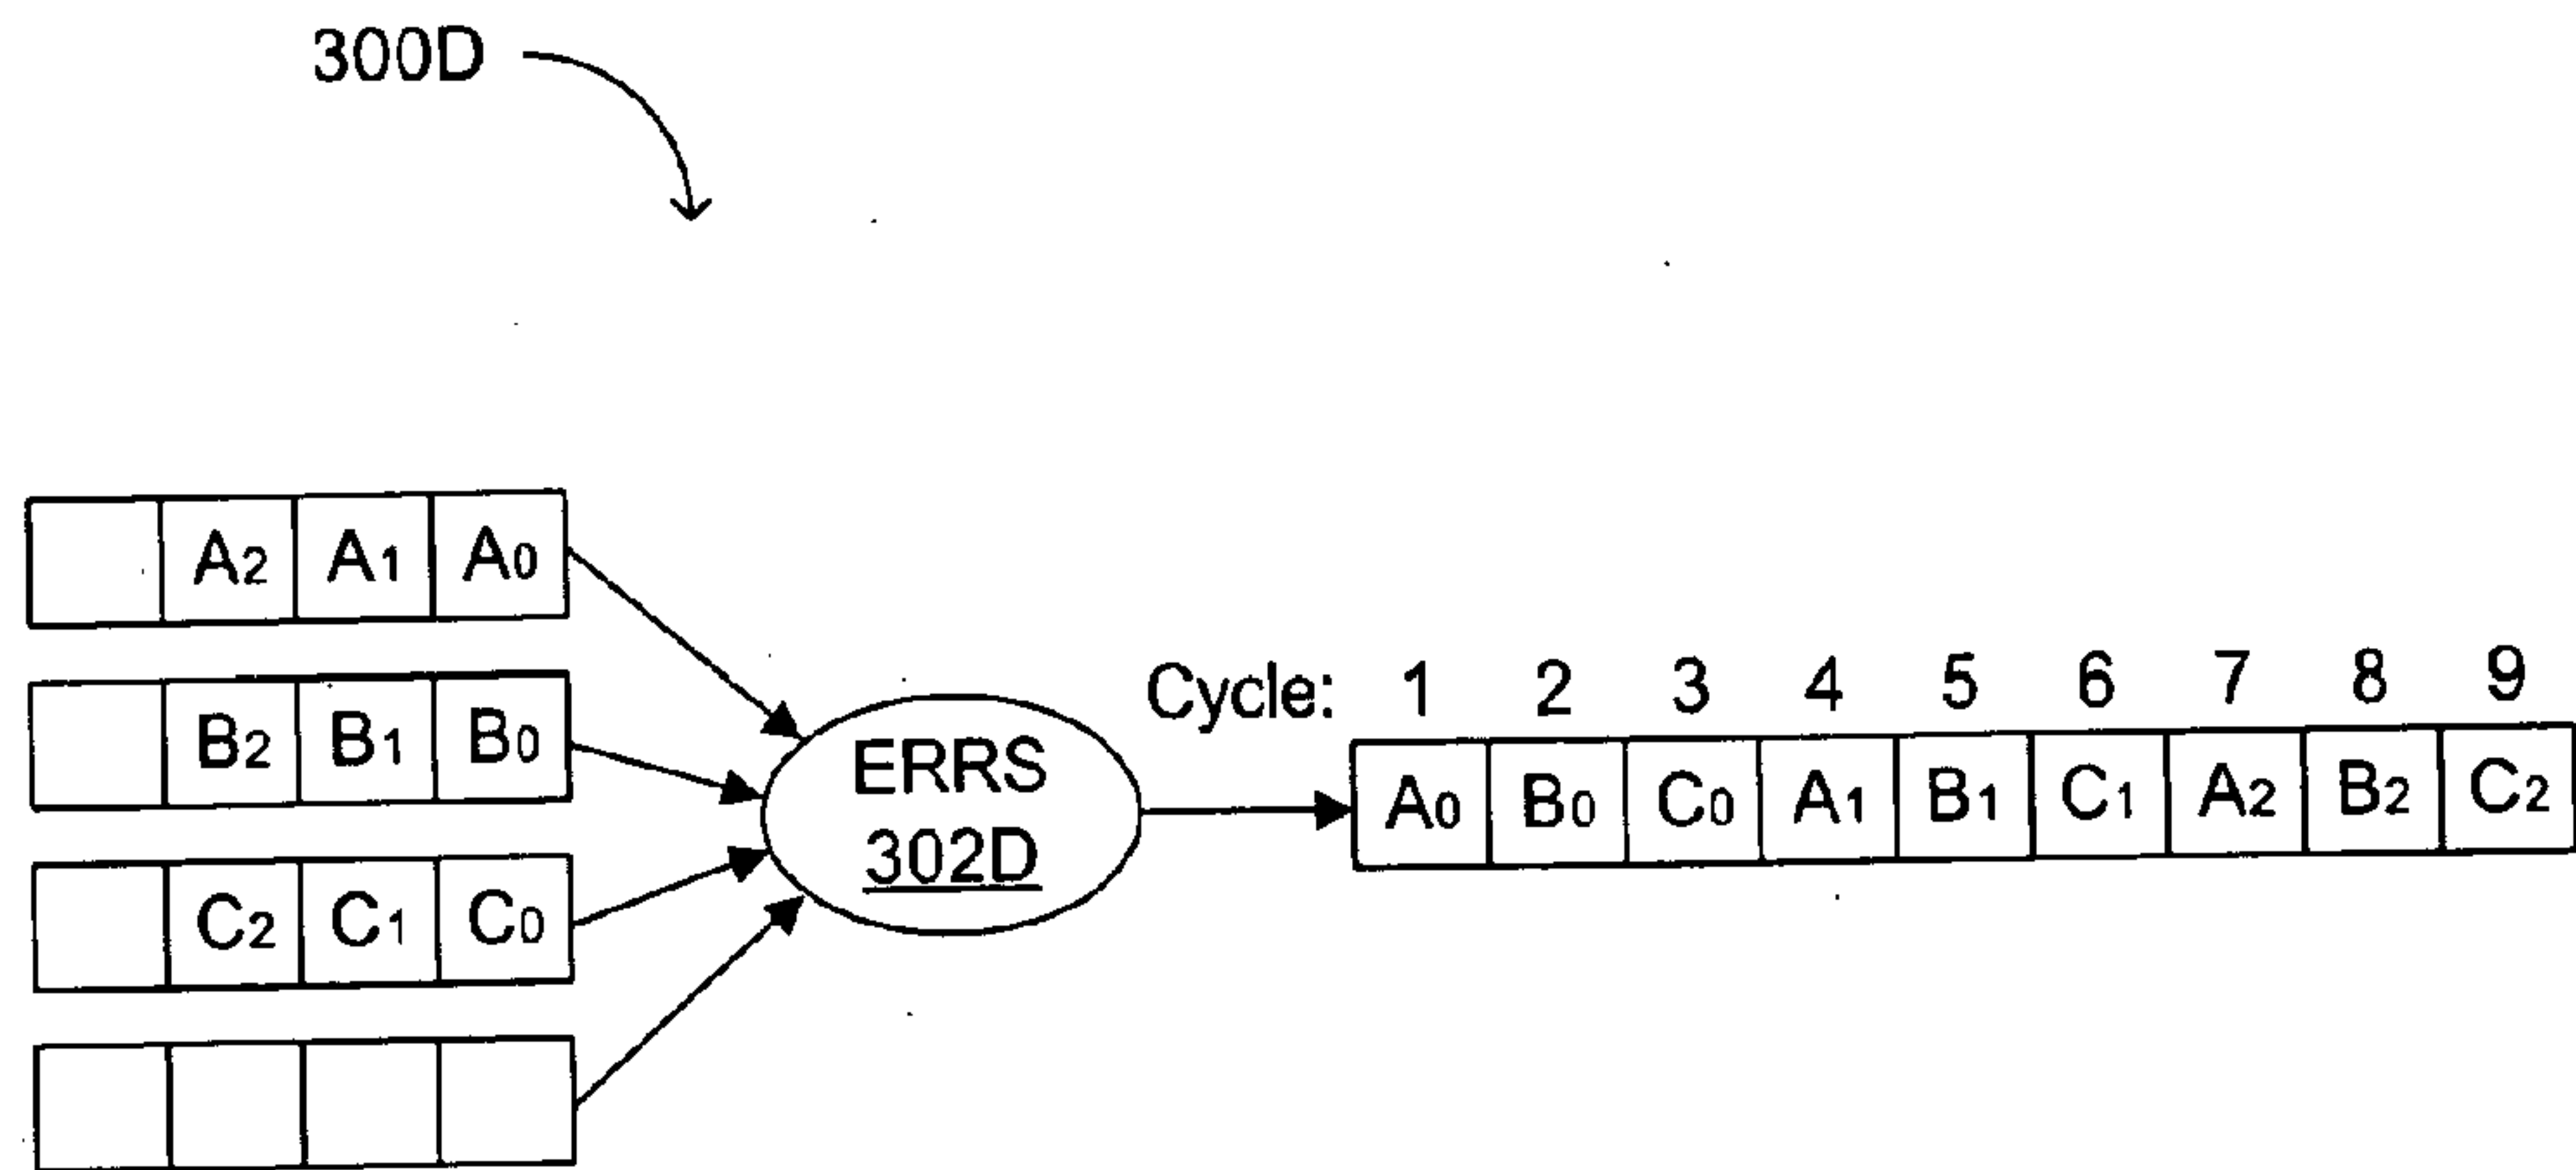 300D
A2 A1 A0
B2 B1 B0
C2 C1 C0
ERRS
302D
Cycle: 1 2 3 4 5 6 7 8 9
A0 B0 C0 A1 B1 C1 A2 B2 C2